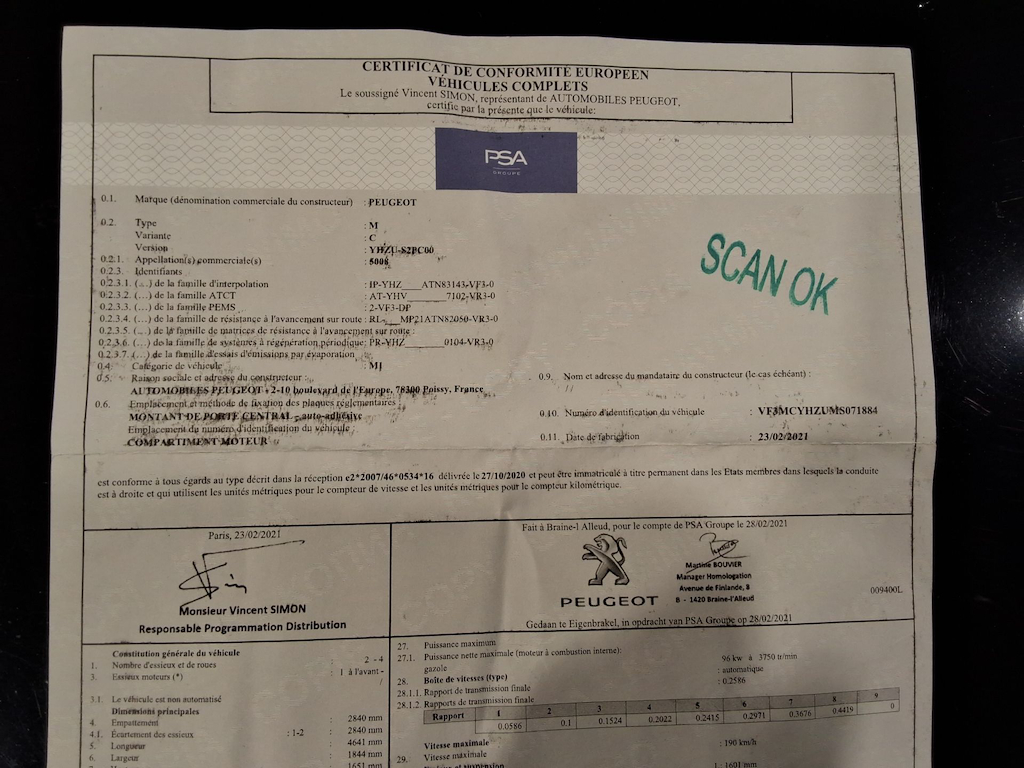 CERTIFICAT DE CONFORMITÉ EUROPEEN
VÉHICULES COMPLETS
Le soussigné Vincent SIMON, représentant de AUTOMOBILES PEUGEOT,
certifie par la présente que le véhicule:
PSA
GROUPE
0.1. Marque (dénomination commerciale du constructeur) : PEUGEOT
0.2. Type : M
Variante : C
Version : YHZU-S2PC00
0.2.1. Appellation(s) commerciale(s) : 5008
0.2.3. Identifiants
0.2.3.1. (...) de la famille d'interpolation : IP-YHZ____ATN83143-VF3-0
0.2.3.2. (...) de la famille ATCT : AT-YHV_______7102-VR3-0
0.2.3.3. (...) de la famille PEMS : 2-VF3-DP
0.2.3.4. (...) de la famille de résistance à l'avancement sur route : RL-___MP21ATN82050-VR3-0
0.2.3.5. (...) de la famille de matrices de résistance à l'avancement sur route :
0.2.3.6. (...) de la famille de systèmes à régénération périodique : PR-YHZ________0104-VR3-0
0.2.3.7. (...) de la famille d'essais d'émissions par évaporation
0.4. Catégorie de véhicule : M1
0.5. Raison sociale et adresse du constructeur :
AUTOMOBILES PEUGEOT - 2-10 boulevard de l'Europe, 78300 Poissy, France
0.6. Emplacement et méthode de fixation des plaques réglementaires :
MONTANT DE PORTE CENTRAL - auto-adhésive
Emplacement du numéro d'identification du véhicule :
COMPARTIMENT MOTEUR
SCAN OK
0.9. Nom et adresse du mandataire du constructeur (le cas échéant) :
//
0.10. Numéro d'identification du véhicule : VF3MCYHZUMS071884
0.11. Date de fabrication : 23/02/2021
est conforme à tous égards au type décrit dans la réception e2*2007/46*0534*16 délivrée le 27/10/2020 et peut être immatriculé à titre permanent dans les Etats membres dans lesquels la conduite
est à droite et qui utilisent les unités métriques pour le compteur de vitesse et les unités métriques pour le compteur kilométrique.
Paris, 23/02/2021
Monsieur Vincent SIMON
Responsable Programmation Distribution
Fait à Braine-l Alleud, pour le compte de PSA Groupe le 28/02/2021
PEUGEOT
Martine BOUVIER
Manager Homologation
Avenue de Finlande, 8
B - 1420 Braine-l'Alleud
009400L
Gedaan te Eigenbrakel, in opdracht van PSA Groupe op 28/02/2021
Constitution générale du véhicule
1. Nombre d'essieux et de roues : 2 - 4
3. Essieux moteurs (*) : 1 à l'avant -
/
3.1. Le véhicule est non automatisé
Dimensions principales
4. Empattement : 2840 mm
4.1. Écartement des essieux : 1-2 : 2840 mm
5. Longueur : 4641 mm
6. Largeur : 1844 mm
1651 mm
27. Puissance maximum
27.1. Puissance nette maximale (moteur à combustion interne): 96 kw à 3750 tr/min
gazole
28. Boîte de vitesses (type) : automatique
28.1.1. Rapport de transmission finale : 0.2586
28.1.2. Rapports de transmission finale
Rapport 1 2 3 4 5 6 7 8 9
0.0586 0.1 0.1524 0.2022 0.2415 0.2971 0.3676 0.4419 0
Vitesse maximale
29. Vitesse maximale : 190 km/h
1 : 1601 mm